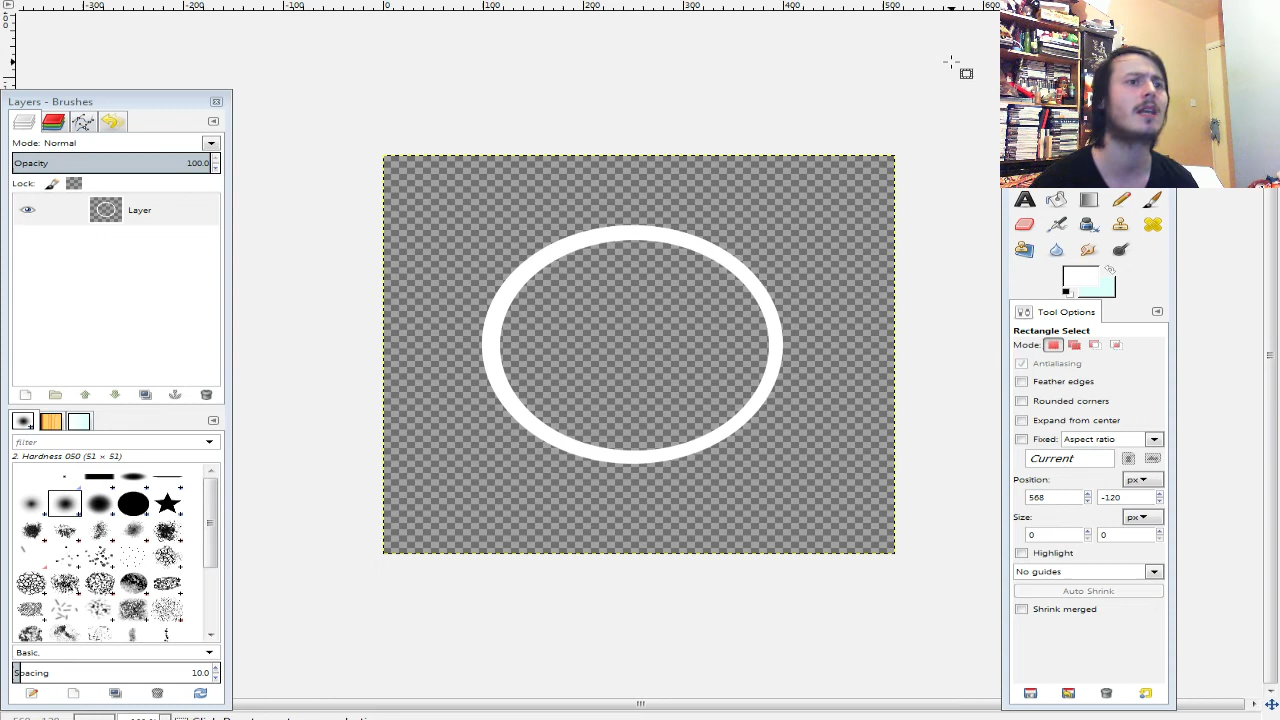 -300 -200 -100 0 100 200 300 400 500 600
Layers - Brushes
Mode: Normal
Opacity 100.0
Lock:
Layer
filter
2. Hardness 050 (51 × 51)
Basic,
Spacing 10.0
A
Tool Options
Rectangle Select
Mode:
Antialiasing
Feather edges
Rounded corners
Expand from center
Fixed: Aspect ratio
Current
Position: px
568 -120
Size: px
0 0
Highlight
No guides
Auto Shrink
Shrink merged